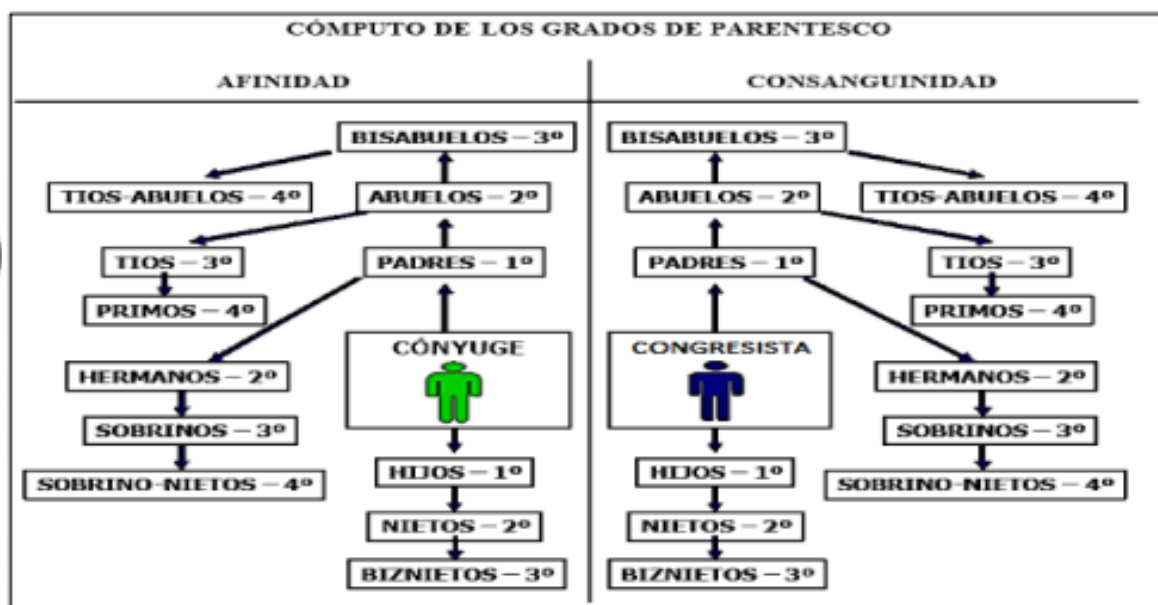 CÓMPUTO DE LOS GRADOS DE PARENTESCO
AFINIDAD
BISABUELOS – 3º
TIOS-ABUELOS – 4º
ABUELOS – 2º
TIOS – 3º
PADRES – 1º
PRIMOS – 4º
CÓNYUGE
HERMANOS – 2º
SOBRINOS – 3º
HIJOS – 1º
SOBRINO-NIETOS – 4º
NIETOS – 2º
BIZNIETOS – 3º
CONSANGUINIDAD
BISABUELOS – 3º
ABUELOS – 2º
TIOS-ABUELOS – 4º
PADRES – 1º
TIOS – 3º
PRIMOS – 4º
CONGRESISTA
HERMANOS – 2º
SOBRINOS – 3º
HIJOS – 1º
SOBRINO-NIETOS – 4º
NIETOS – 2º
BIZNIETOS – 3º